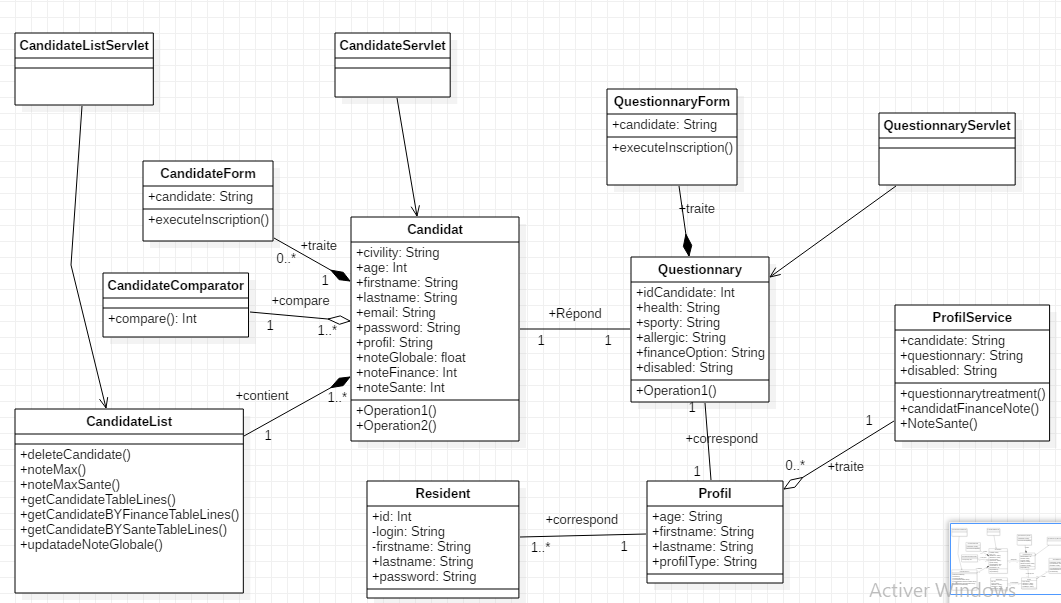 CandidateListServlet
CandidateServlet
QuestionnaryForm
+candidate: String
+executeInscription()
QuestionnaryServlet
CandidateForm
+candidate: String
+executeInscription()
+traite
0..*
1
+traite
CandidateComparator
+compare(): Int
+compare
1
1..*
Candidat
+civility: String
+age: Int
+firstname: String
+lastname: String
+email: String
+password: String
+profil: String
+noteGlobale: float
+noteFinance: Int
+noteSante: Int
+Operation1()
+Operation2()
+Répond
1
1
Questionnary
+idCandidate: Int
+health: String
+sporty: String
+allergic: String
+financeOption: String
+disabled: String
+Operation1()
ProfilService
+candidate: String
+questionnary: String
+disabled: String
+questionnarytreatment()
+candidatFinanceNote()
+NoteSante()
+contient
1..*
1
1
+correspond
1
1
0..*
+traite
CandidateList
+deleteCandidate()
+noteMax()
+noteMaxSante()
+getCandidateTableLines()
+getCandidateBYFinanceTableLines()
+getCandidateBYSanteTableLines()
+updatadeNoteGlobale()
Resident
+id: Int
-login: String
-firstname: String
+lastname: String
+password: String
+correspond
1..*
1
Profil
+age: String
+firstname: String
+lastname: String
+profilType: String
Activer Windows